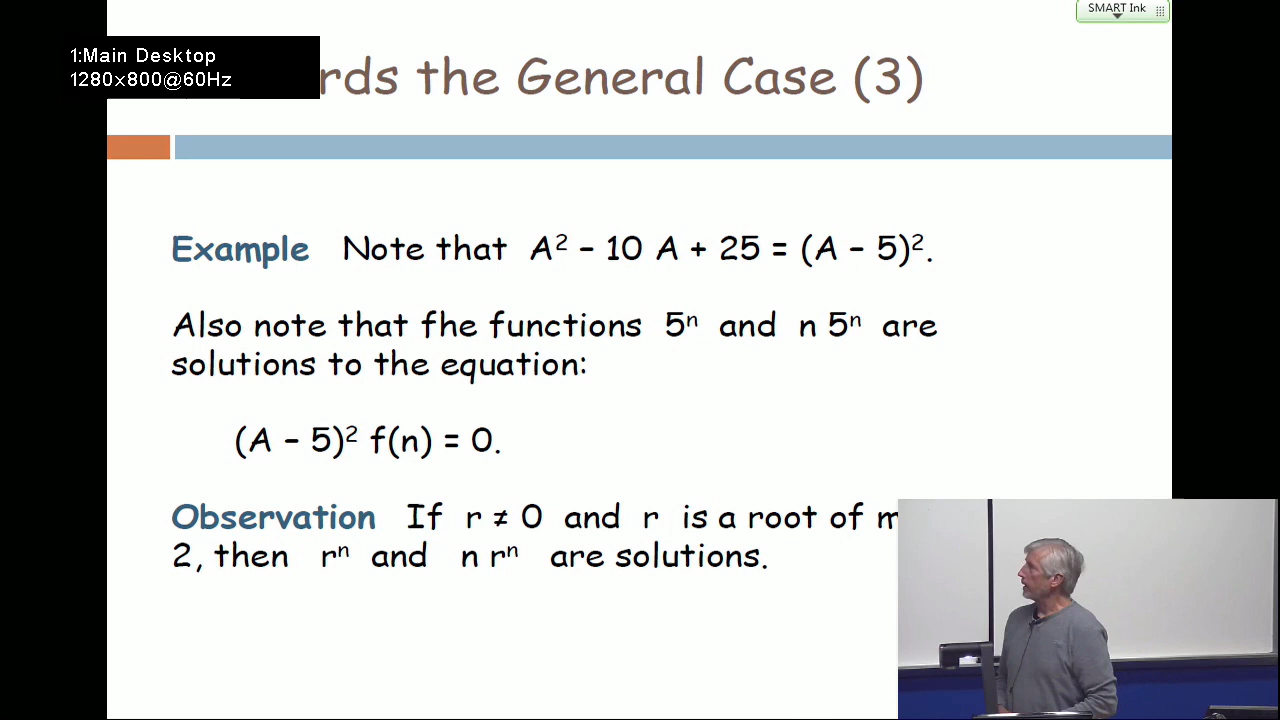 SMART Ink
1:Main Desktop
1280x800@60Hz
rds the General Case (3)
Example Note that A² – 10 A + 25 = (A – 5)².
Also note that fhe functions 5ⁿ and n 5ⁿ are
solutions to the equation:
(A – 5)² f(n) = 0.
Observation If r ≠ 0 and r is a root of
2, then rⁿ and n rⁿ are solutions.